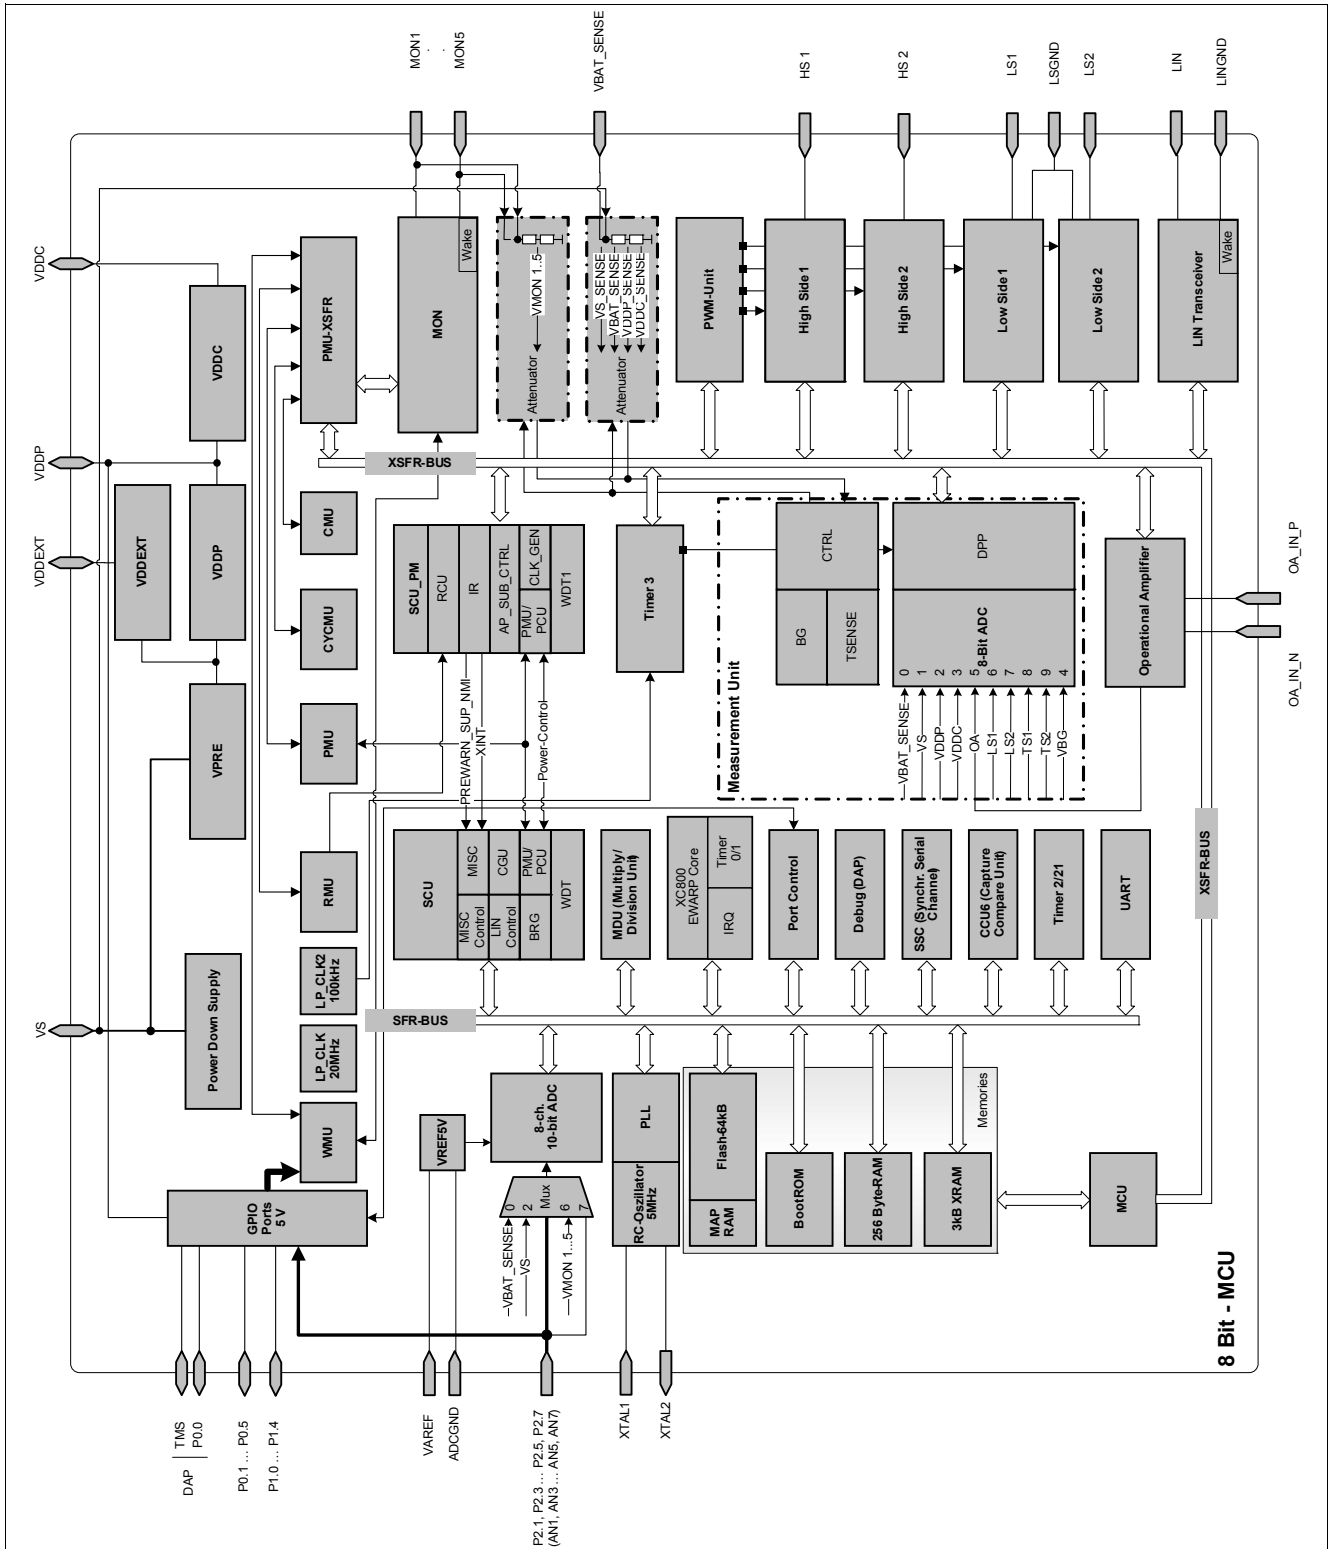 MON1
.
.
MON5
VBAT_SENSE
HS 1
HS 2
LS1
LSGND
LS2
LIN
LINGND
VDDC
VDDP
VDDEXT
VS
VDDC
VDDEXT
VDDP
VPRE
Power Down Supply
PMU-XSFR
CMU
CYCMU
PMU
RMU
LP_CLK2
100kHz
LP_CLK
20MHz
WMU
GPIO
Ports
5 V
MON
Wake
VMON 1..5
Attenuator
VS_SENSE
VBAT_SENSE
VDDP_SENSE
VDDC_SENSE
Attenuator
PWM-Unit
High Side 1
High Side 2
Low Side 1
Low Side 2
LIN Transceiver
Wake
XSFR-BUS
SCU_PM
RCU
IR
AP_SUB_CTRL
PMU/
PCU
CLK_GEN
WDT1
PREWARN_SUP_NMI
XINT
Power-Control
Timer 3
Measurement Unit
CTRL
BG
TSENSE
DPP
8-Bit ADC
0
1
2
3
5
6
7
8
9
4
VBAT_SENSE
VS
VDDP
VDDC
OA
LS1
LS2
TS1
TS2
VBG
Operational Amplifier
OA_IN_P
OA_IN_N
SCU
MISC
Control
MISC
LIN
Control
CGU
BRG
PMU/
PCU
WDT
MDU (Multiply/
Division Unit)
XC800
EWARP Core
IRQ
Timer
0/1
Port Control
Debug (DAP)
SSC (Synchr. Serial
Channel)
CCU6 (Capture
Compare Unit)
Timer 2/21
UART
XSFR-BUS
SFR-BUS
VREF5V
8-ch.
10-bit ADC
Mux
0
2
6
7
VBAT_SENSE
VS
VMON 1...5
PLL
RC-Oszillator
5MHz
Flash-64kB
MAP
RAM
BootROM
256 Byte-RAM
3kB XRAM
Memories
MCU
8 Bit - MCU
DAP
TMS
P0.0
P0.1 ... P0.5
P1.0 ... P1.4
VAREF
ADCGND
P2.1, P2.3 ... P2.5, P2.7
(AN1, AN3 ... AN5, AN7)
XTAL1
XTAL2